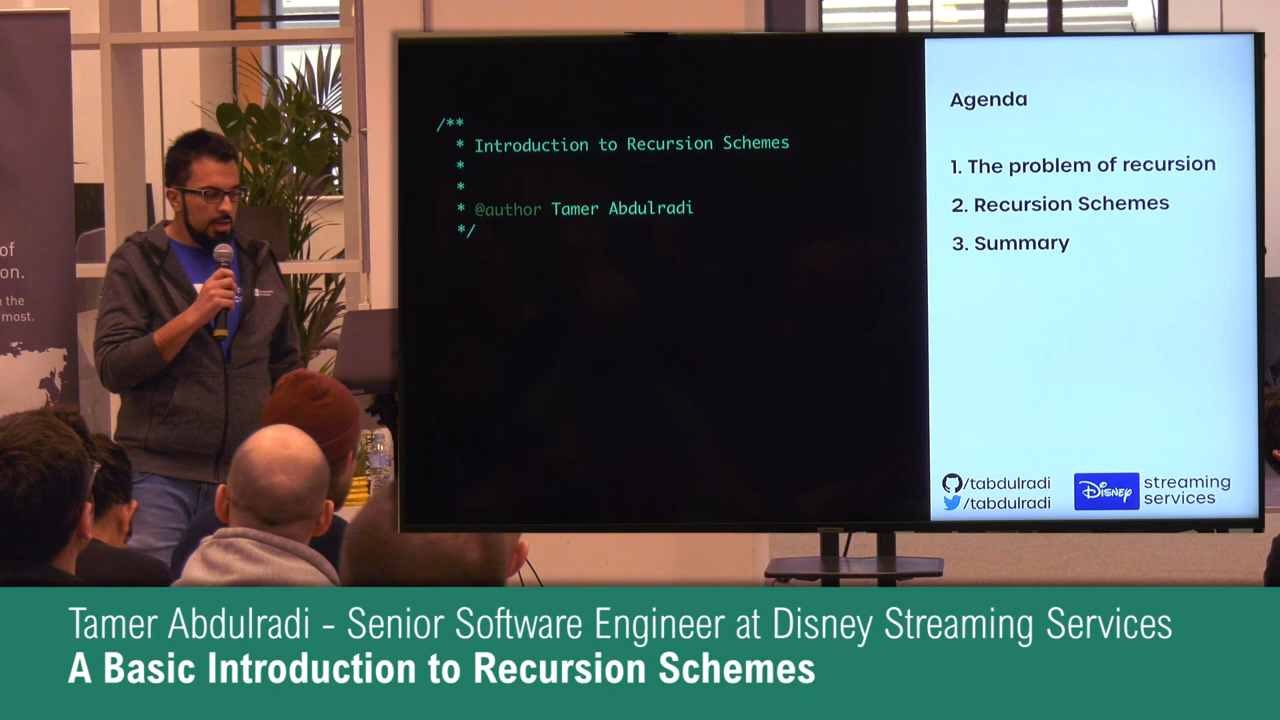 of
on.
n the
most.
/**
* Introduction to Recursion Schemes
*
*
* @author Tamer Abdulradi
*/
Agenda
1. The problem of recursion
2. Recursion Schemes
3. Summary
/tabdulradi
/tabdulradi
Disney streaming services
Tamer Abdulradi - Senior Software Engineer at Disney Streaming Services
A Basic Introduction to Recursion Schemes